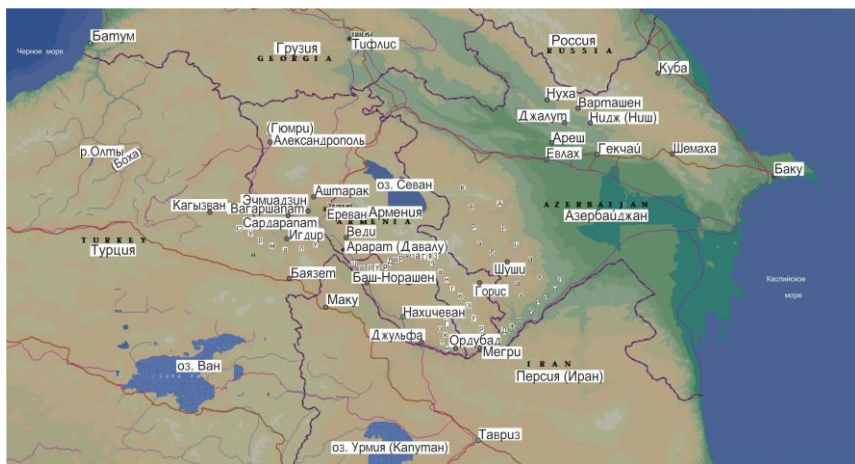 Черное море
Батум
Грузия
GEORGIA
Тифлис
Россия
RUSSIA
Куба
Нуха
Варташен
Джалут
Нидж (Ниш)
(Гюмри)
Александрополь
р.Олты
(Боха)
Ареш
Евлах
Гекчай
Шемаха
Баку
оз. Севан
Аштарак
Эчмиадзин
Кагызван
Вагаршапат
Ереван
Армения
ARMENIA
AZERBAIJAN
Азербайджан
Сардарапат
Веди
Игдир
TURKEY
Турция
Арарат (Давалу)
Шуши
Баязет
Баш-Норашен
Горис
Каспийское
море
Маку
Нахичеван
Джульфа
Ордубад
Мегри
IRAN
Персия (Иран)
оз. Ван
Тавриз
оз. Урмия (Капутан)